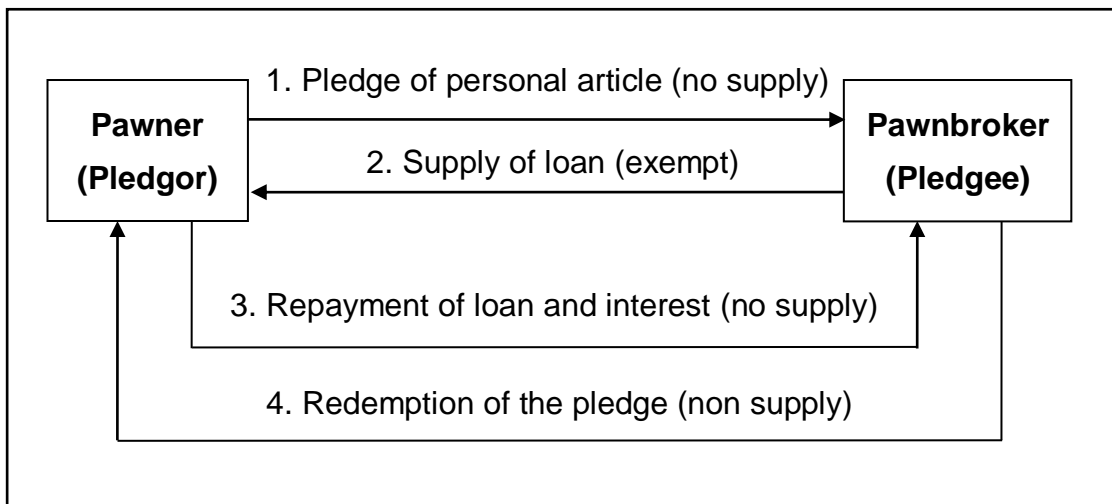 1. Pledge of personal article (no supply)
Pawner
(Pledgor)
Pawnbroker
(Pledgee)
2. Supply of loan (exempt)
3. Repayment of loan and interest (no supply)
4. Redemption of the pledge (non supply)